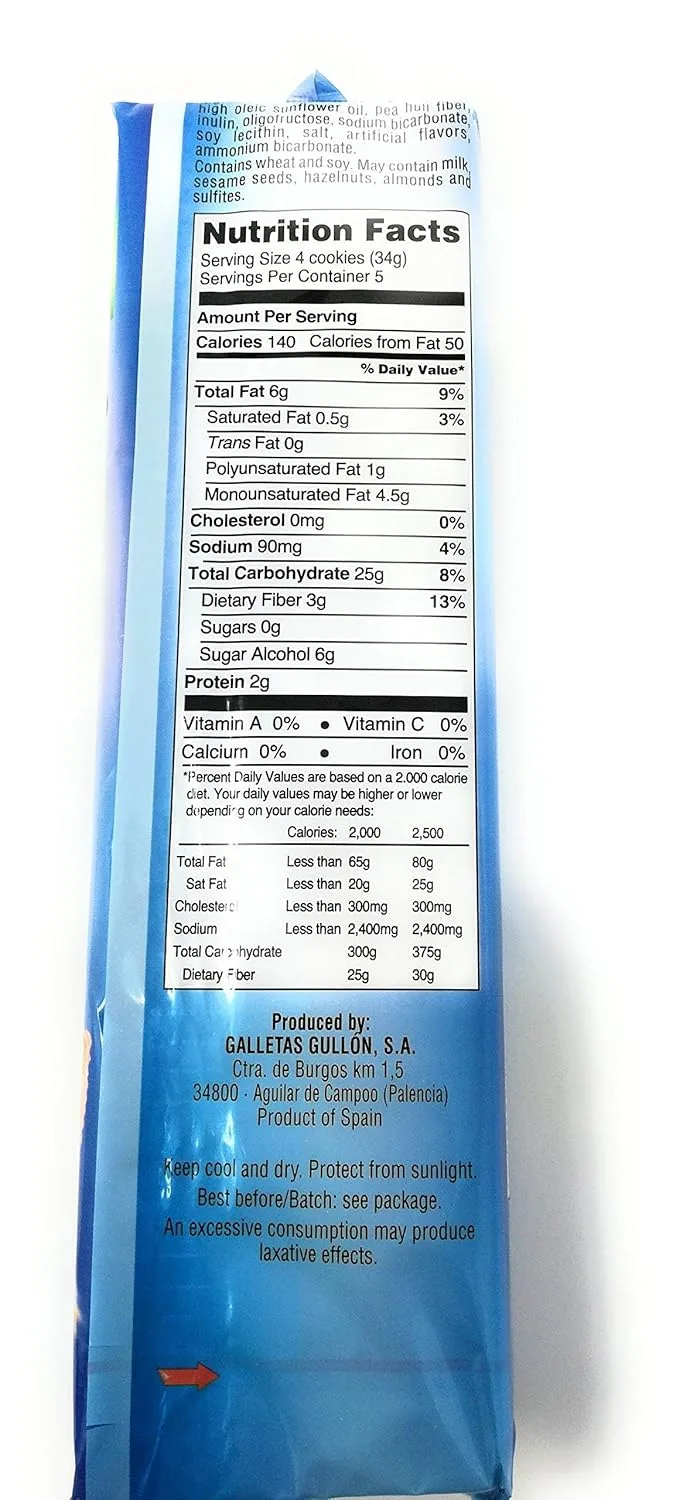 high oleic sunflower oil, pea hull fiber,
inulin, oligofructose, sodium bicarbonate,
soy lecithin, salt, artificial flavors,
ammonium bicarbonate.
Contains wheat and soy. May contain milk,
sesame seeds, hazelnuts, almonds and
sulfites.
Nutrition Facts
Serving Size 4 cookies (34g)
Servings Per Container 5
Amount Per Serving
Calories 140 Calories from Fat 50
% Daily Value*
Total Fat 6g 9%
Saturated Fat 0.5g 3%
Trans Fat 0g
Polyunsaturated Fat 1g
Monounsaturated Fat 4.5g
Cholesterol 0mg 0%
Sodium 90mg 4%
Total Carbohydrate 25g 8%
Dietary Fiber 3g 13%
Sugars 0g
Sugar Alcohol 6g
Protein 2g
Vitamin A 0% • Vitamin C 0%
Calcium 0% • Iron 0%
*Percent Daily Values are based on a 2.000 calorie
diet. Your daily values may be higher or lower
depending on your calorie needs:
Calories: 2,000 2,500
Total Fat Less than 65g 80g
Sat Fat Less than 20g 25g
Cholesterol Less than 300mg 300mg
Sodium Less than 2,400mg 2,400mg
Total Carbohydrate 300g 375g
Dietary Fiber 25g 30g
Produced by:
GALLETAS GULLÓN, S.A.
Ctra. de Burgos km 1,5
34800 - Aguilar de Campoo (Palencia)
Product of Spain
Keep cool and dry. Protect from sunlight.
Best before/Batch: see package.
An excessive consumption may produce
laxative effects.